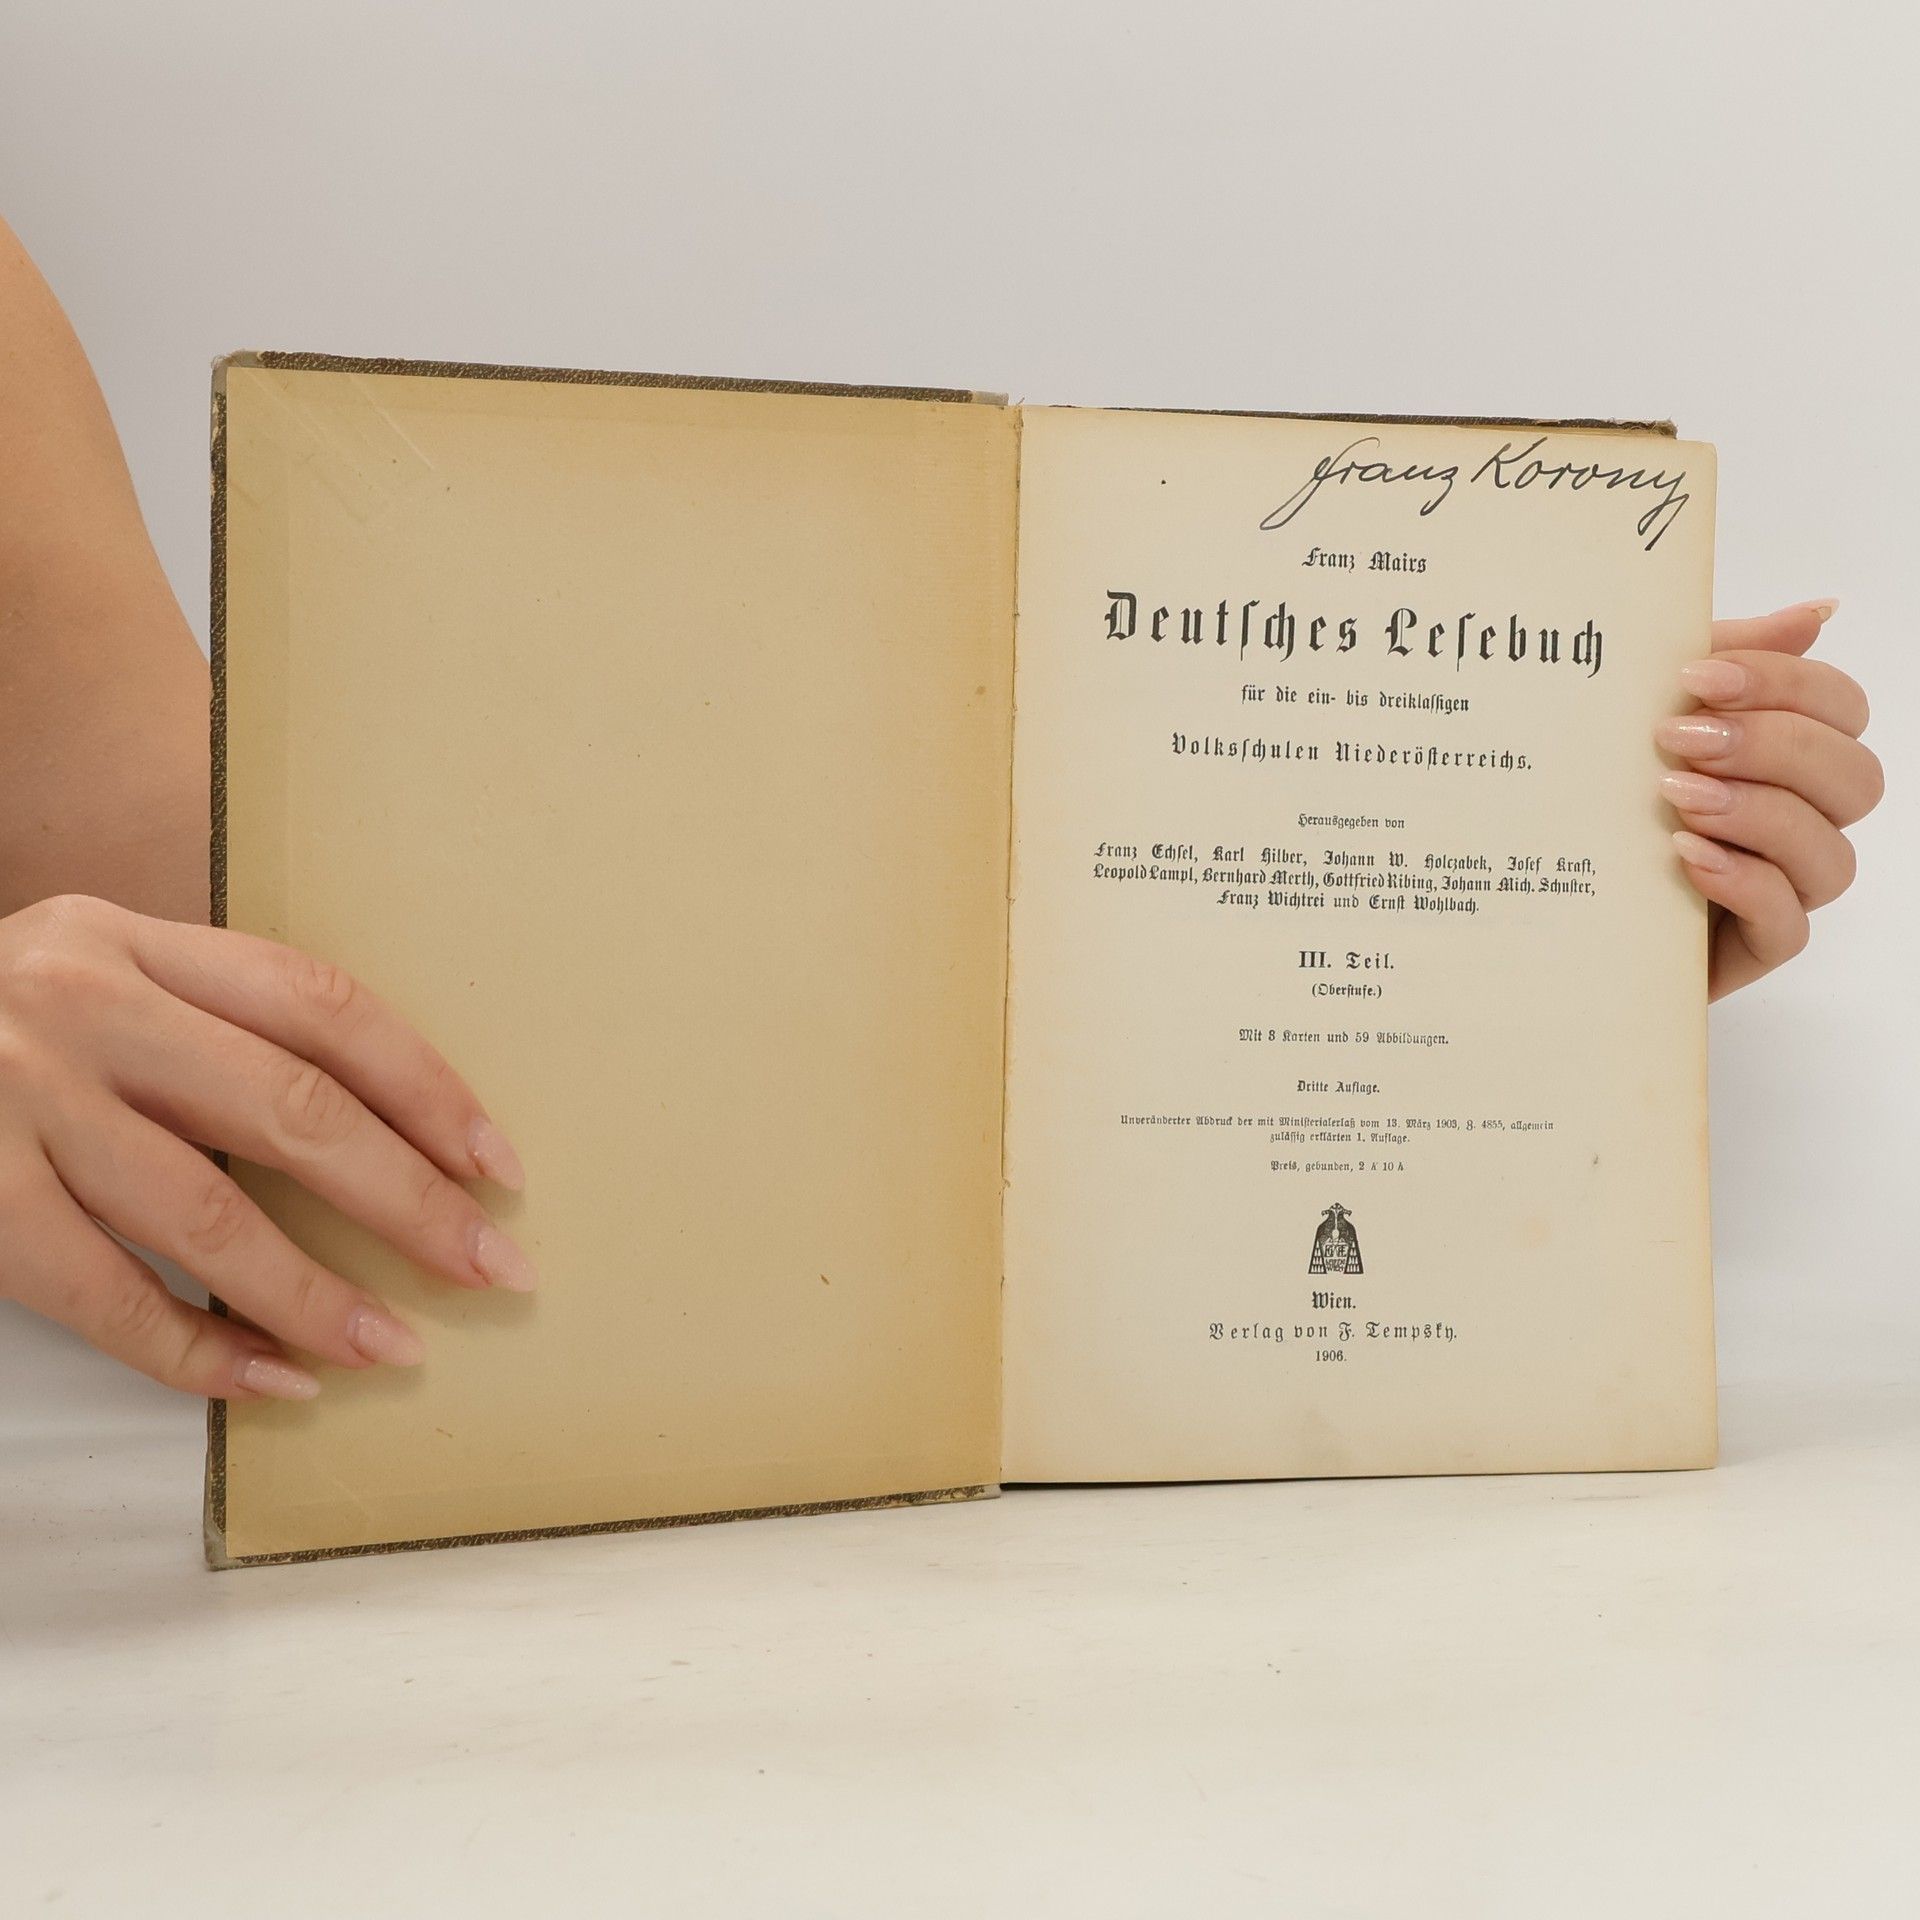 Franz Korony
Franz Mairs
Deutſches Leſebuch
für die ein- bis dreiklaſſigen
Volksſchulen Niederöſterreichs.
Herausgegeben von
Franz Echſel, Karl Hilber, Johann W. Holczabek, Joſef Kraft,
Leopold Lampl, Bernhard Merth, Gottfried Ribing, Johann Mich. Schuſter,
Franz Wichtrei und Ernſt Wohlbach.
III. Teil.
(Oberſtufe.)
Mit 8 Karten und 59 Abbildungen.
Dritte Auflage.
Unveränderter Abdruck der mit Miniſterialerlaß vom 13. März 1903, Z. 4855, allgemein
zuläſſig erklärten 1. Auflage.
Preis, gebunden, 2 K 10 h
Wien.
Verlag von F. Tempsky.
1906.